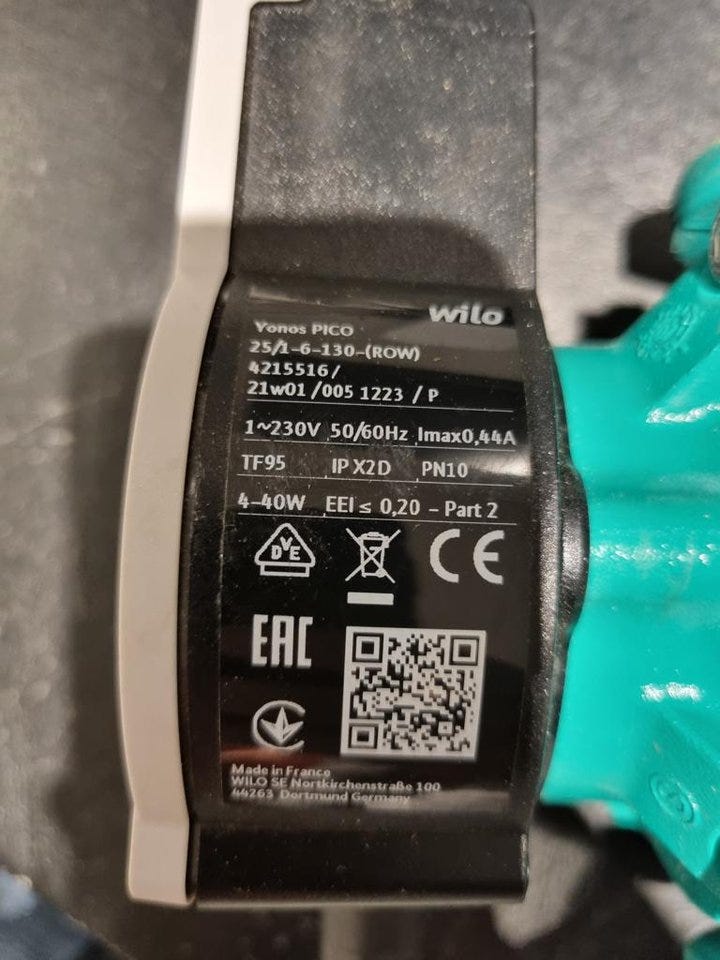 wilo
Yonos PICO
25/1-6-130-(ROW)
4215516/
21w01 /005 1223 / P
1~230V 50/60Hz Imax0,44A
TF95 IP X2D PN10
4-40W EEI ≤ 0,20 - Part 2
DVE
CE
EAC
Made in France
WILO SE Nortkirchenstraße 100
44263 Dortmund Germany